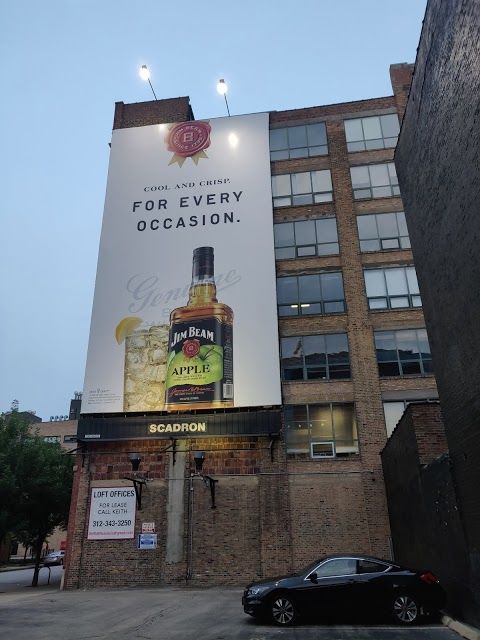 COOL AND CRISP.
FOR EVERY
OCCASION.
Genuine
JIM BEAM
APPLE
SCADRON
LOFT OFFICES
FOR LEASE
CALL KEITH
312-343-3250